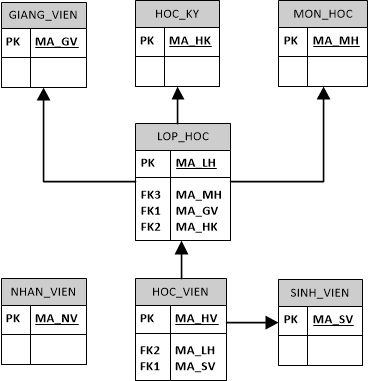 GIANG_VIEN
PK MA_GV
HOC_KY
PK MA_HK
MON_HOC
PK MA_MH
LOP_HOC
PK MA_LH
FK3 MA_MH
FK1 MA_GV
FK2 MA_HK
NHAN_VIEN
PK MA_NV
HOC_VIEN
PK MA_HV
FK2 MA_LH
FK1 MA_SV
SINH_VIEN
PK MA_SV